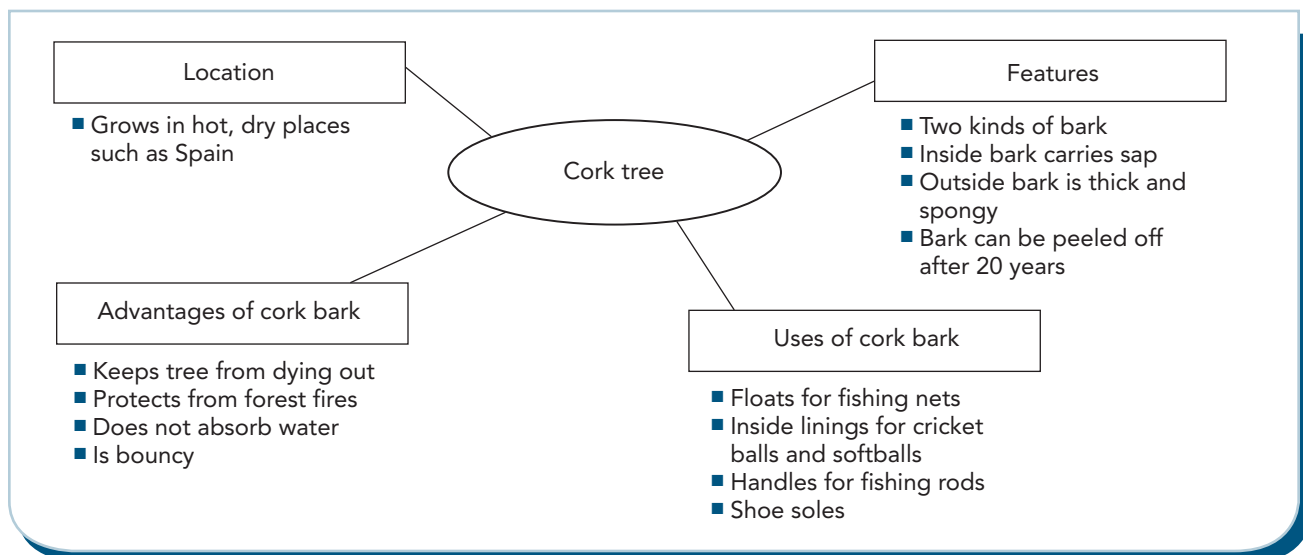 Location
■ Grows in hot, dry places
such as Spain
Cork tree
Features
■ Two kinds of bark
■ Inside bark carries sap
■ Outside bark is thick and
spongy
■ Bark can be peeled off
after 20 years
Advantages of cork bark
■ Keeps tree from dying out
■ Protects from forest fires
■ Does not absorb water
■ Is bouncy
Uses of cork bark
■ Floats for fishing nets
■ Inside linings for cricket
balls and softballs
■ Handles for fishing rods
■ Shoe soles